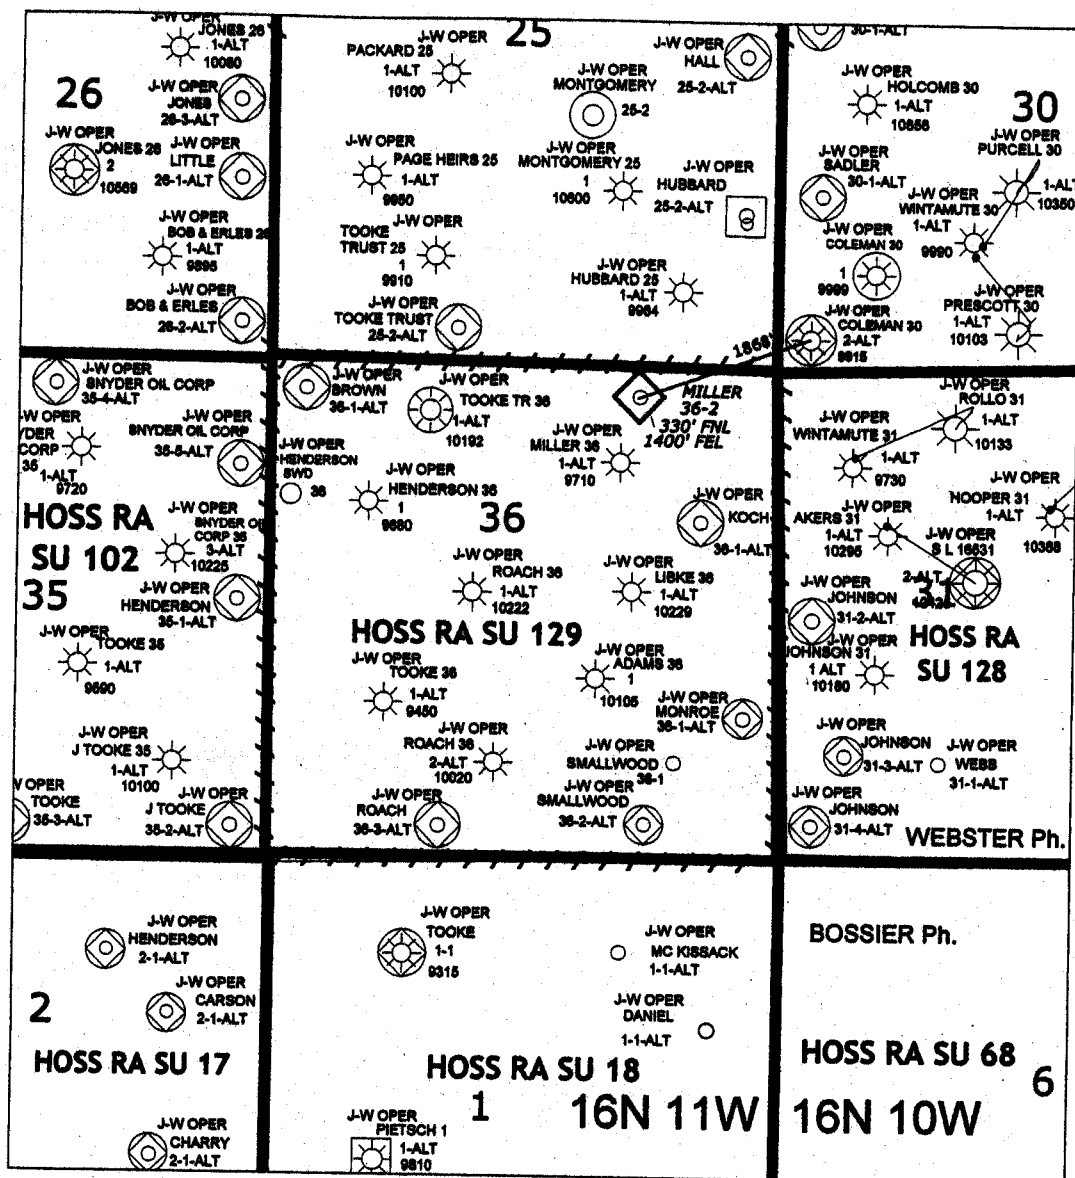 J-W OPER
JONES 26
1-ALT
10080
26
J-W OPER
JONES
26-3-ALT
J-W OPER
JONES 26
2
10569
J-W OPER
LITTLE
26-1-ALT
J-W OPER
BOB & ERLES 26
1-ALT
9895
J-W OPER
BOB & ERLES
26-2-ALT
25
J-W OPER
PACKARD 25
1-ALT
10100
J-W OPER
HALL
25-2-ALT
J-W OPER
MONTGOMERY
25-2
J-W OPER
PAGE HEIRS 25
1-ALT
9950
J-W OPER
MONTGOMERY 25
1
10600
J-W OPER
HUBBARD
25-2-ALT
J-W OPER
TOOKE
TRUST 25
1
9910
J-W OPER
HUBBARD 25
1-ALT
9964
J-W OPER
TOOKE TRUST
25-2-ALT
30-1-ALT
J-W OPER
HOLCOMB 30
1-ALT
10656
30
J-W OPER
PURCELL 30
1-ALT
10350
J-W OPER
SADLER
30-1-ALT
J-W OPER
WINTAMUTE 30
1-ALT
9990
J-W OPER
COLEMAN 30
1
9999
J-W OPER
PRESCOTT 30
1-ALT
10103
J-W OPER
COLEMAN 30
2-ALT
9915
1868'
J-W OPER
SNYDER OIL CORP
35-4-ALT
J-W OPER
YDER
CORP
35
1-ALT
9720
J-W OPER
SNYDER OIL CORP
35-5-ALT
HOSS RA
SU 102
35
J-W OPER
SNYDER OI
CORP 35
3-ALT
10225
J-W OPER
HENDERSON
35-1-ALT
J-W OPER
TOOKE 35
1-ALT
9690
J-W OPER
J TOOKE 35
1-ALT
10100
W OPER
TOOKE
35-3-ALT
J-W OPER
J TOOKE
35-2-ALT
J-W OPER
BROWN
36-1-ALT
J-W OPER
TOOKE TR 36
1-ALT
10192
MILLER
36-2
330' FNL
1400' FEL
J-W OPER
HENDERSON
SWD
36
J-W OPER
HENDERSON 36
1
9680
J-W OPER
MILLER 36
1-ALT
9710
36
J-W OPER
KOCH
36-1-ALT
J-W OPER
ROACH 36
1-ALT
10222
J-W OPER
LIBKE 36
1-ALT
10229
HOSS RA SU 129
J-W OPER
TOOKE 36
1-ALT
9450
J-W OPER
ADAMS 36
1
10105
J-W OPER
MONROE
36-1-ALT
J-W OPER
ROACH 36
2-ALT
10020
J-W OPER
SMALLWOOD
36-1
J-W OPER
ROACH
36-3-ALT
J-W OPER
SMALLWOOD
36-2-ALT
J-W OPER
ROLLO 31
1-ALT
10133
J-W OPER
WINTAMUTE 31
1-ALT
9730
J-W OPER
HOOPER 31
1-ALT
10368
J-W OPER
AKERS 31
1-ALT
10295
J-W OPER
S L 16531
2-ALT
31
J-W OPER
JOHNSON
31-2-ALT
HOSS RA
SU 128
J-W OPER
JOHNSON 31
1 ALT
10180
J-W OPER
JOHNSON
31-3-ALT
J-W OPER
WEBB
31-1-ALT
J-W OPER
JOHNSON
31-4-ALT
WEBSTER Ph.
J-W OPER
HENDERSON
2-1-ALT
J-W OPER
CARSON
2-1-ALT
2
HOSS RA SU 17
J-W OPER
CHARRY
2-1-ALT
J-W OPER
TOOKE
1-1
9315
J-W OPER
MC KISSACK
1-1-ALT
J-W OPER
DANIEL
1-1-ALT
HOSS RA SU 18
1
16N 11W
J-W OPER
PIETSCH 1
1-ALT
9810
BOSSIER Ph.
HOSS RA SU 68
6
16N 10W